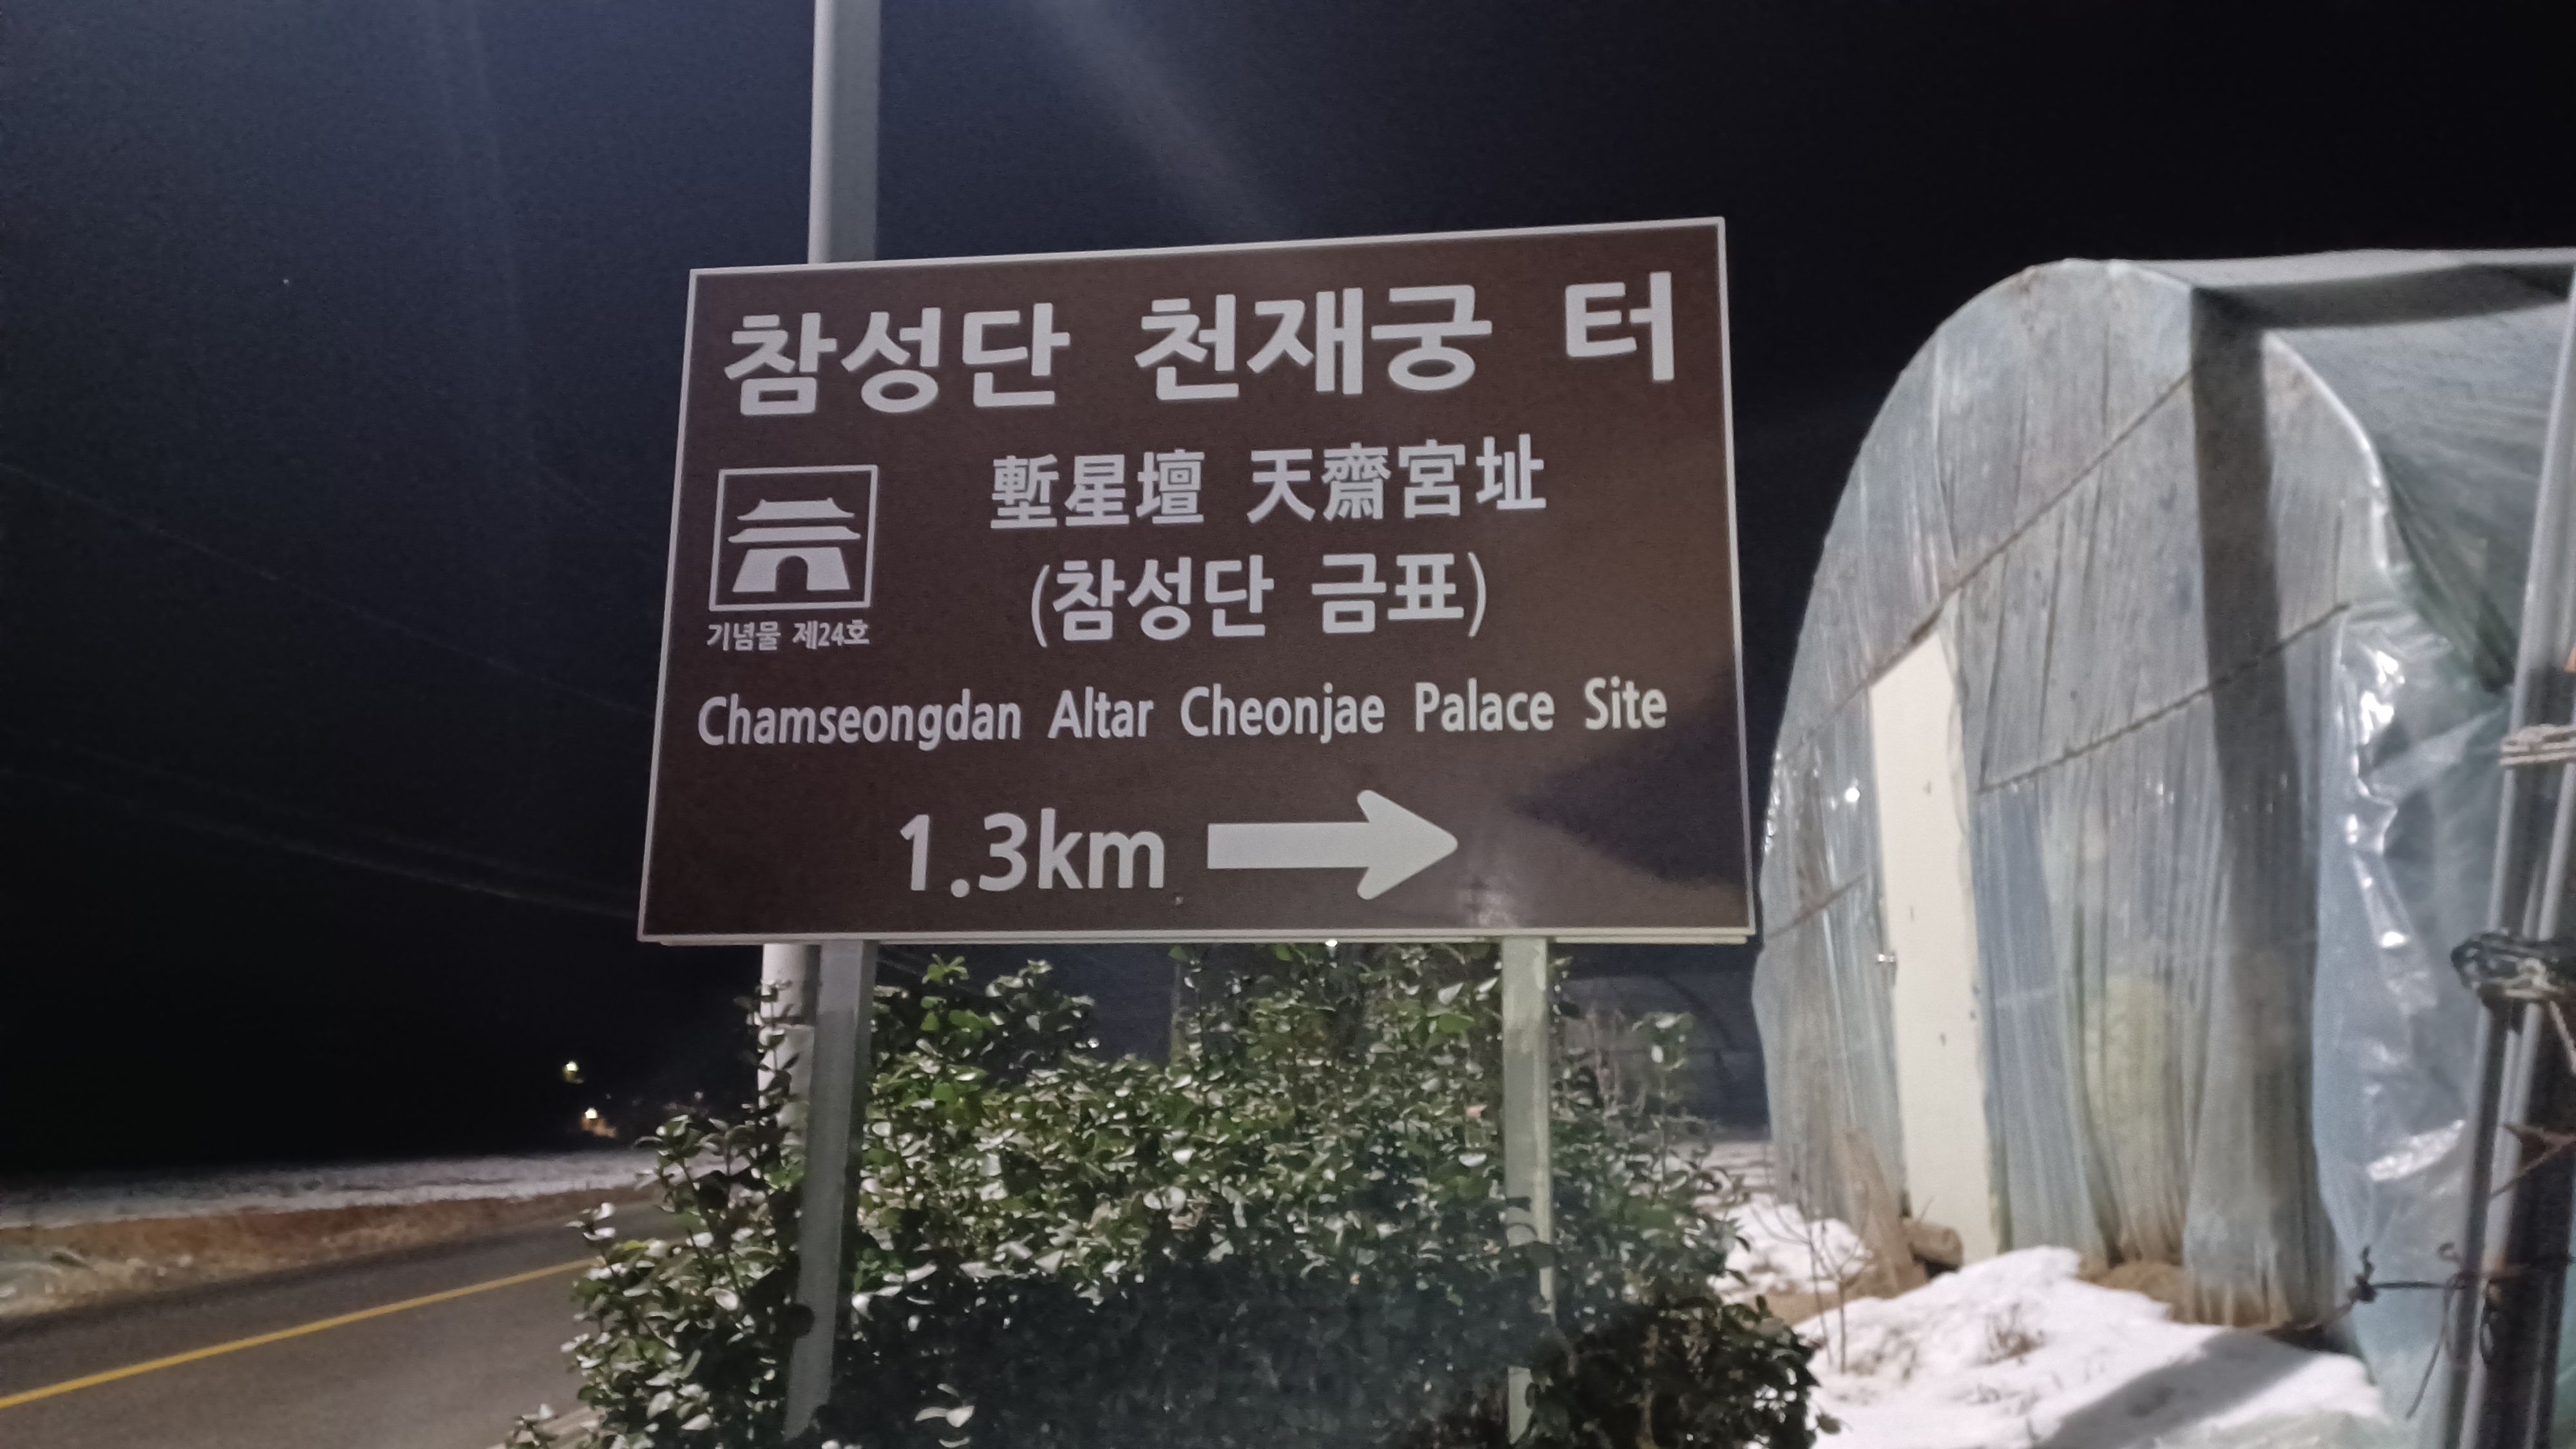 참성단 천재궁 터
塹星壇 天齋宮址
(참성단 금표)
기념물 제24호
Chamseongdan Altar Cheonjae Palace Site
1.3km